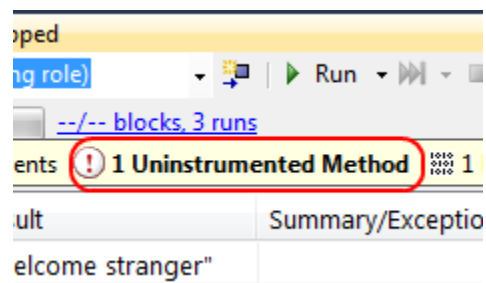 pped
ng role) Run
--/-- blocks, 3 runs
ents 1 Uninstrumented Method 1
ult Summary/Exceptio
elcome stranger"